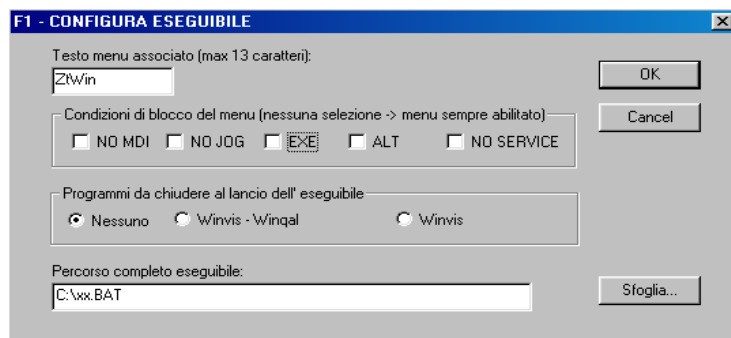 F1 - CONFIGURA ESEGUIBILE
Testo menu associato (max 13 caratteri):
ZtWin
OK
Condizioni di blocco del menu (nessuna selezione -> menu sempre abilitato)
Cancel
NO MDI NO JOG EXE ALT NO SERVICE
Programmi da chiudere al lancio dell' eseguibile
Nessuno Winvis - Winqal Winvis
Percorso completo eseguibile:
C:\xx.BAT
Sfoglia...